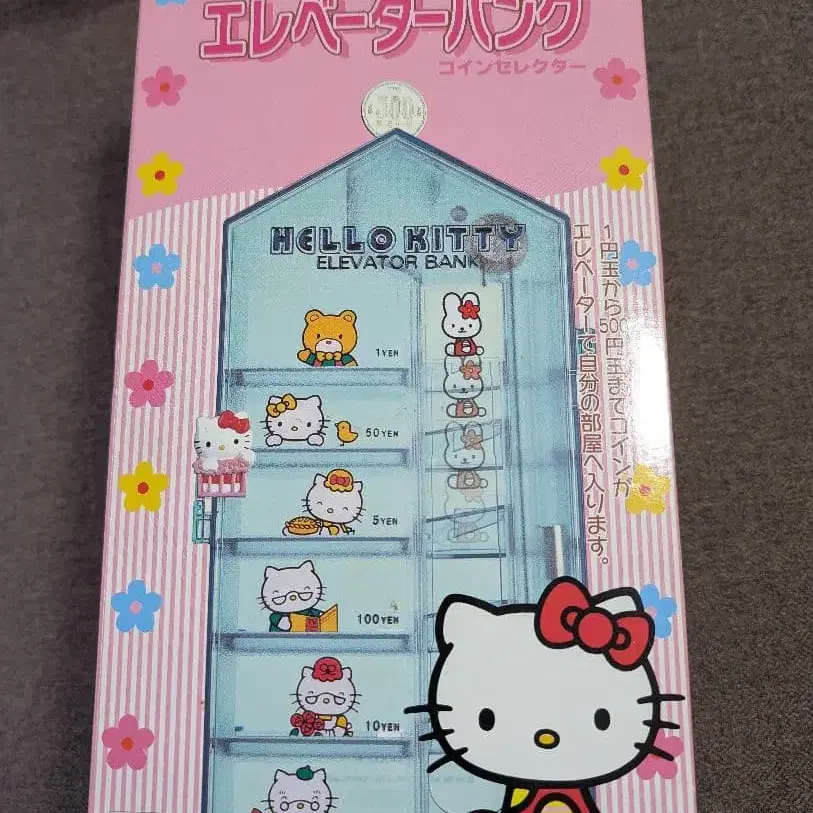 エレベーターバンク
コインセレクター
500
HELLO KITTY
ELEVATOR BANK
1円玉から500円玉までコインが
エレベーターで自分の部屋へ入ります。
1YEN
50YEN
5YEN
100YEN
10YEN